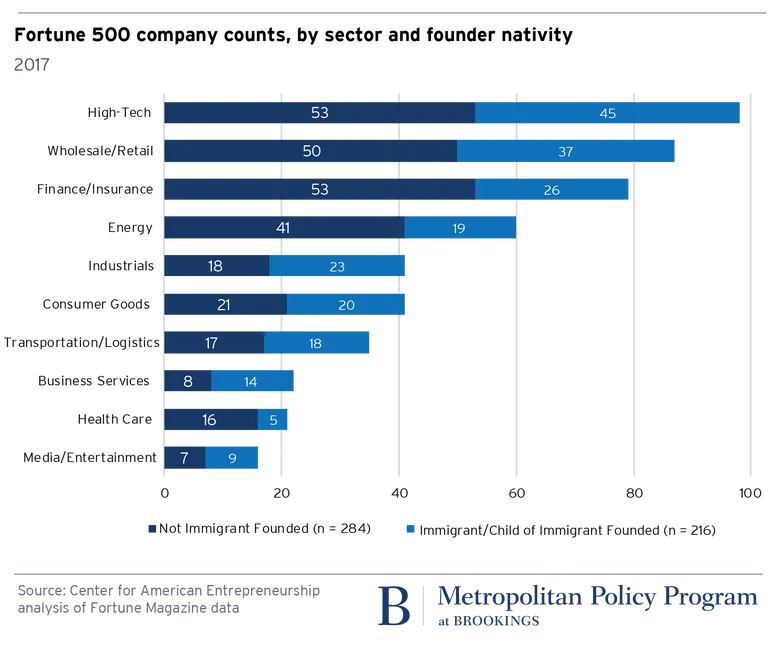 Fortune 500 company counts, by sector and founder nativity
2017
High-Tech 53 45
Wholesale/Retail 50 37
Finance/Insurance 53 26
Energy 41 19
Industrials 18 23
Consumer Goods 21 20
Transportation/Logistics 17 18
Business Services 8 14
Health Care 16 5
Media/Entertainment 7 9
0 20 40 60 80 100
Not Immigrant Founded (n = 284) Immigrant/Child of Immigrant Founded (n = 216)
Source: Center for American Entrepreneurship
analysis of Fortune Magazine data
B Metropolitan Policy Program
at BROOKINGS